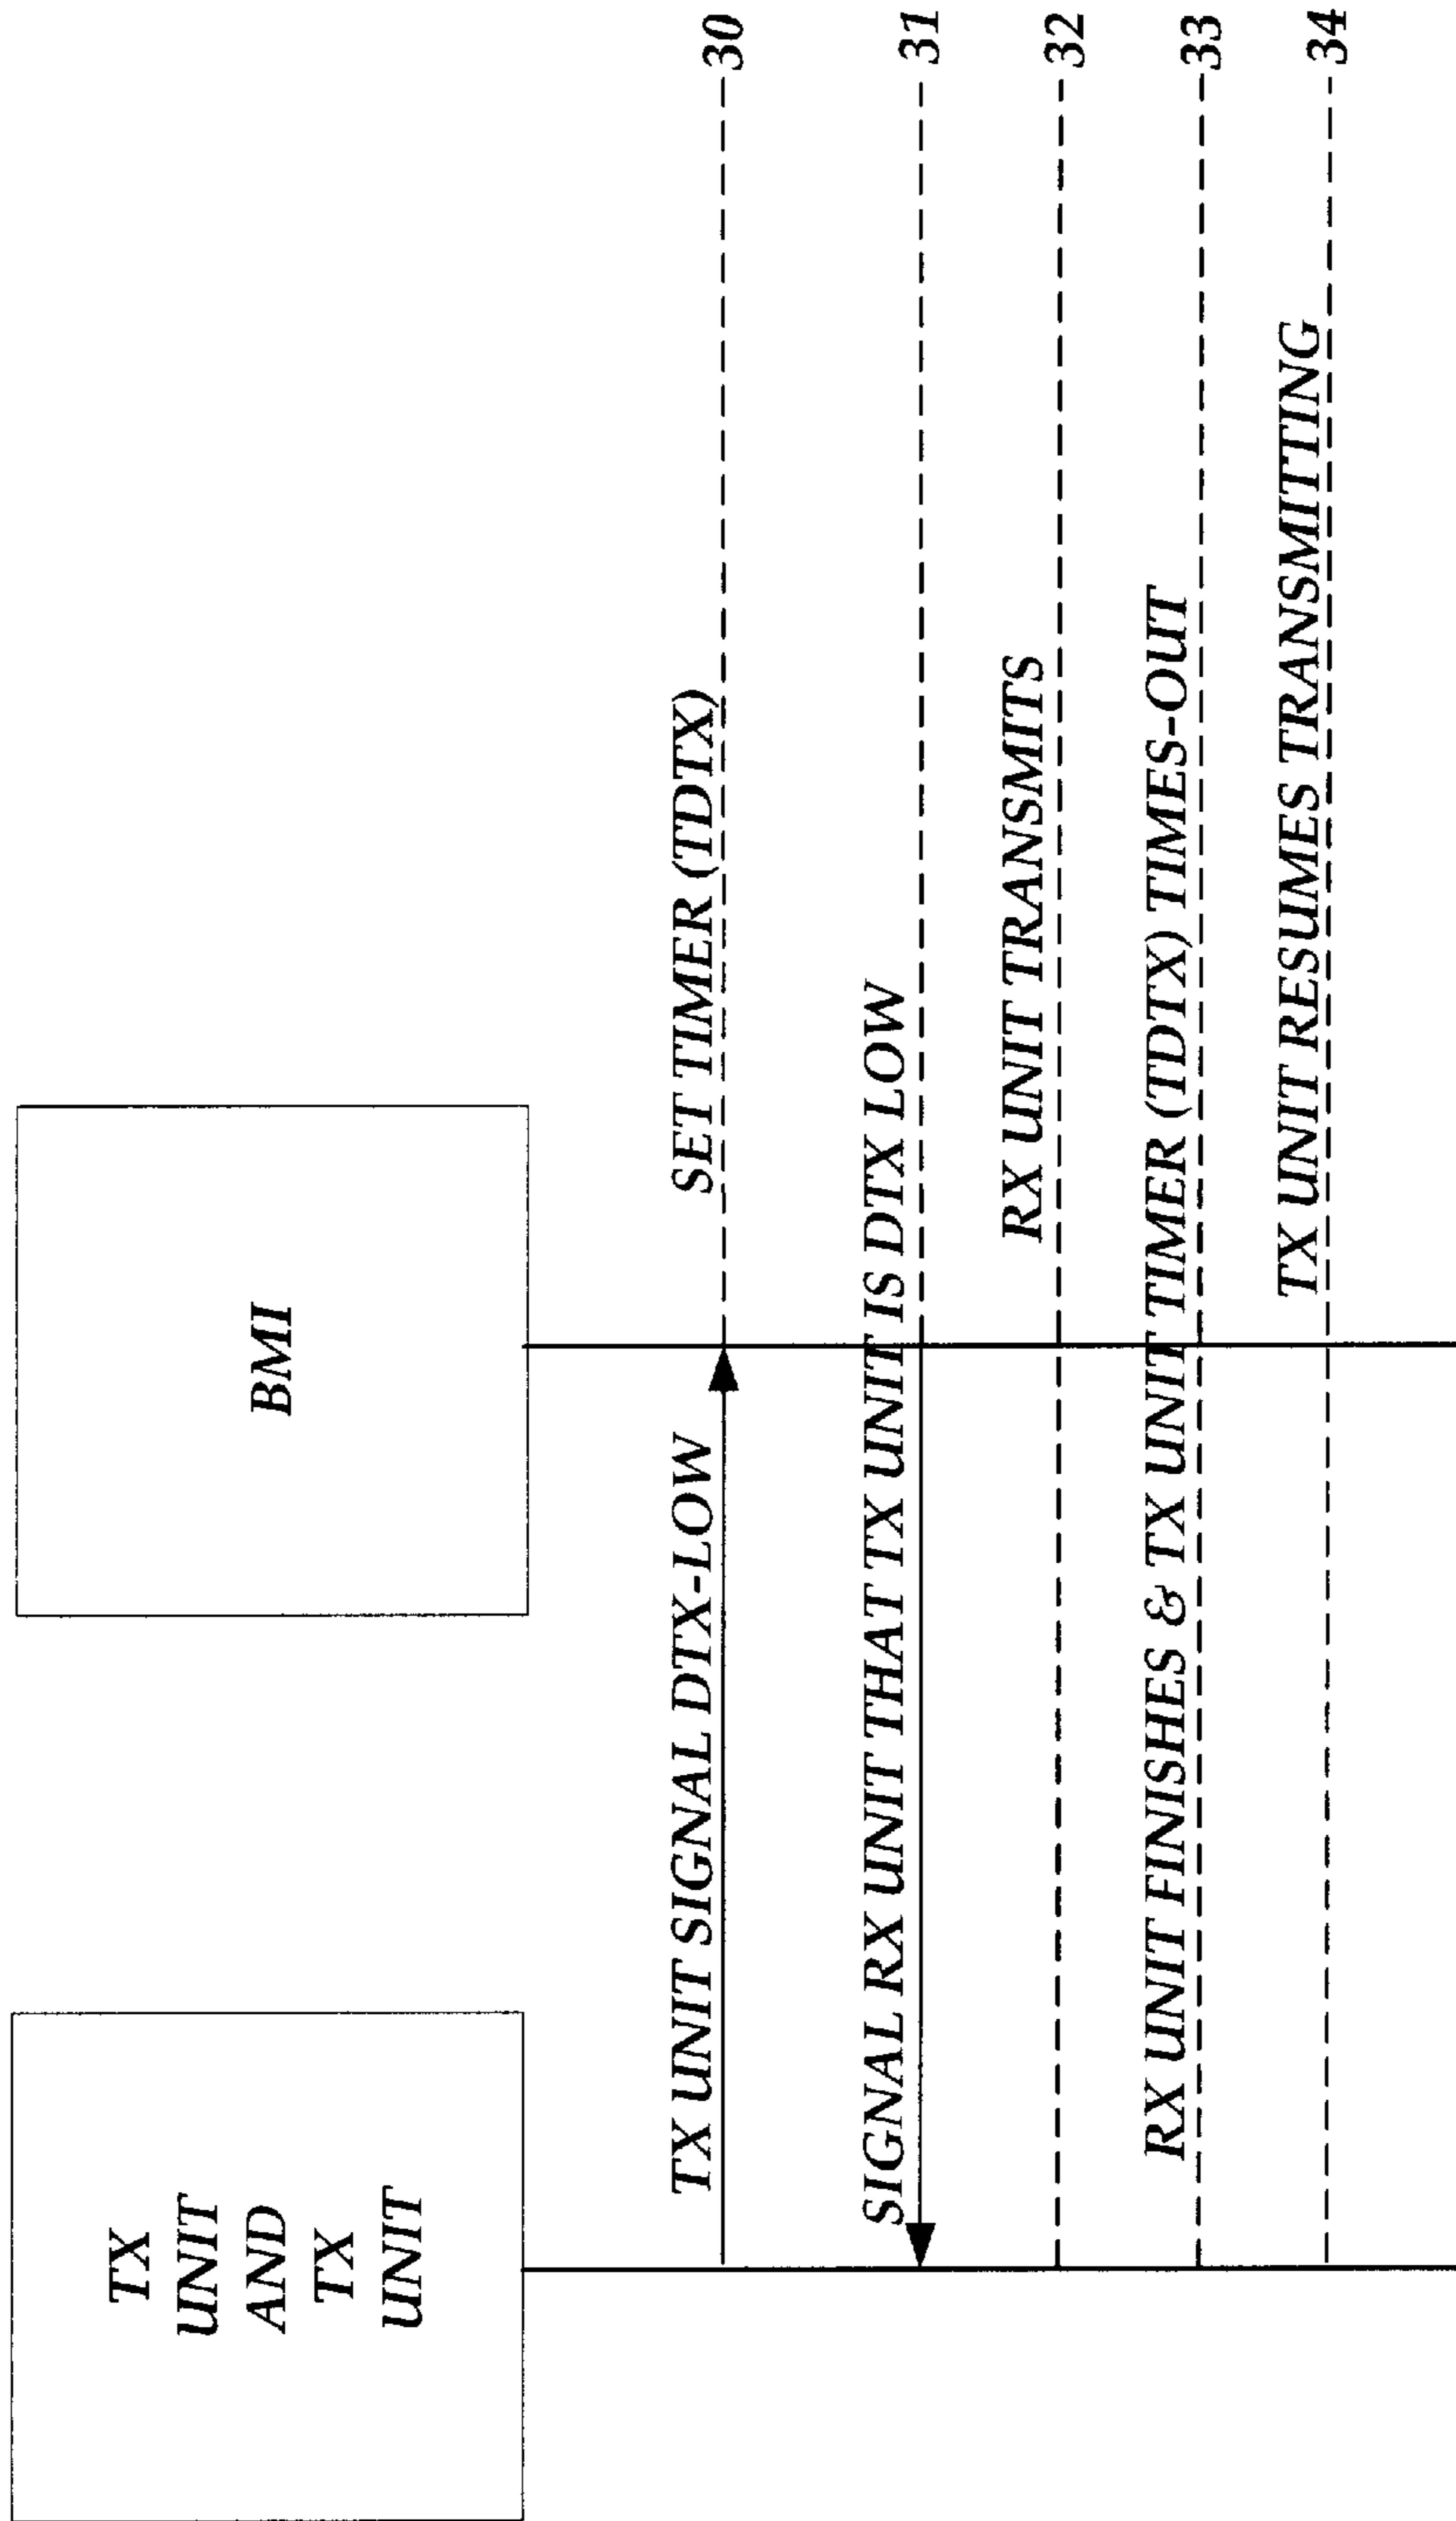 TX
UNIT
AND
TX
UNIT
BMI
TX UNIT SIGNAL DTX-LOW
SET TIMER (TDTX)
30
SIGNAL RX UNIT THAT TX UNIT IS DTX LOW
31
RX UNIT TRANSMITS
32
RX UNIT FINISHES & TX UNIT TIMER (TDTX) TIMES-OUT
33
TX UNIT RESUMES TRANSMITTING
34